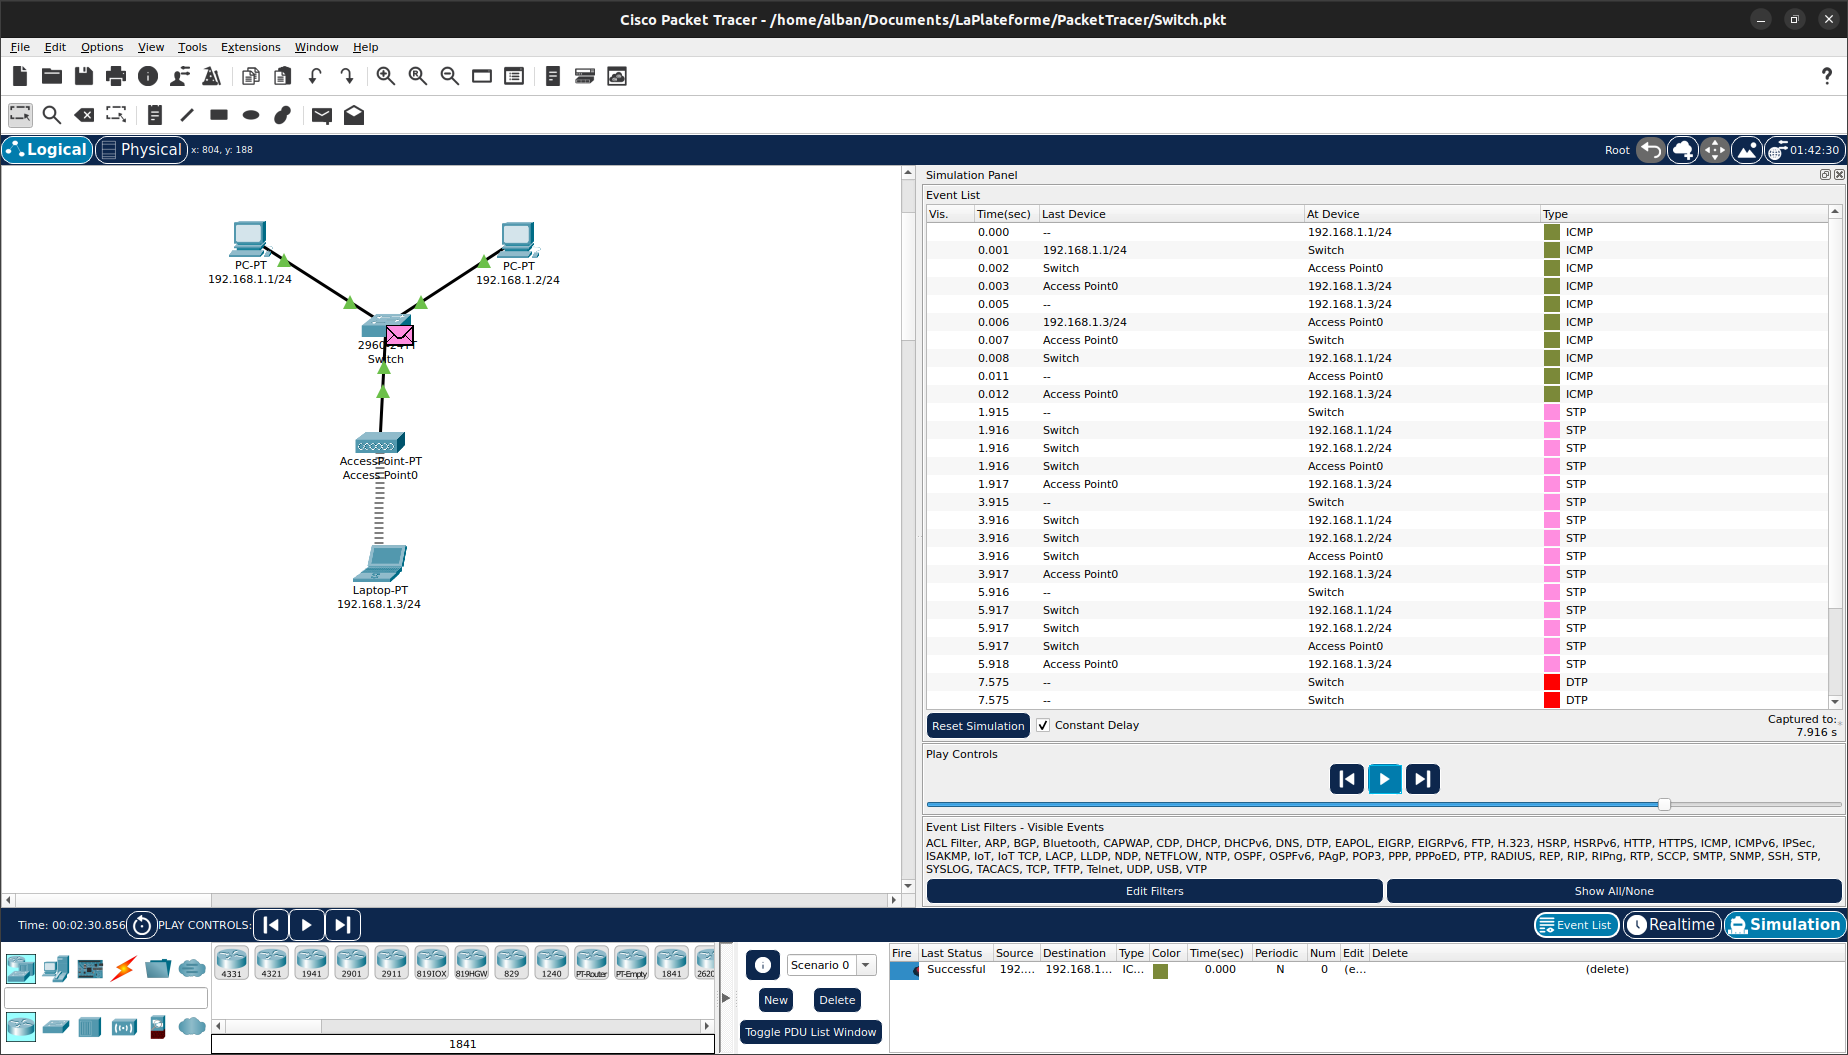 Cisco Packet Tracer - /home/alban/Documents/LaPlateforme/PacketTracer/Switch.pkt
File Edit Options View Tools Extensions Window Help
Logical Physical x: 804, y: 188 Root 01:42:30
PC-PT
192.168.1.1/24
PC-PT
192.168.1.2/24
Switch
AccessPoint-PT
Access Point0
Laptop-PT
192.168.1.3/24
Simulation Panel
Event List
Vis. Time(sec) Last Device At Device Type
0.000 -- 192.168.1.1/24 ICMP
0.001 192.168.1.1/24 Switch ICMP
0.002 Switch Access Point0 ICMP
0.003 Access Point0 192.168.1.3/24 ICMP
0.005 -- 192.168.1.3/24 ICMP
0.006 192.168.1.3/24 Access Point0 ICMP
0.007 Access Point0 Switch ICMP
0.008 Switch 192.168.1.1/24 ICMP
0.011 -- Access Point0 ICMP
0.012 Access Point0 192.168.1.3/24 ICMP
1.915 -- Switch STP
1.916 Switch 192.168.1.1/24 STP
1.916 Switch 192.168.1.2/24 STP
1.916 Switch Access Point0 STP
1.917 Access Point0 192.168.1.3/24 STP
3.915 -- Switch STP
3.916 Switch 192.168.1.1/24 STP
3.916 Switch 192.168.1.2/24 STP
3.916 Switch Access Point0 STP
3.917 Access Point0 192.168.1.3/24 STP
5.916 -- Switch STP
5.917 Switch 192.168.1.1/24 STP
5.917 Switch 192.168.1.2/24 STP
5.917 Switch Access Point0 STP
5.918 Access Point0 192.168.1.3/24 STP
7.575 -- Switch DTP
7.575 -- Switch DTP
Reset Simulation Constant Delay Captured to:
7.916 s
Play Controls
Event List Filters - Visible Events
ACL Filter, ARP, BGP, Bluetooth, CAPWAP, CDP, DHCP, DHCPv6, DNS, DTP, EAPOL, EIGRP, EIGRPv6, FTP, H.323, HSRP, HSRPv6, HTTP, HTTPS, ICMP, ICMPv6, IPSec,
ISAKMP, IoT, IoT TCP, LACP, LLDP, NDP, NETFLOW, NTP, OSPF, OSPFv6, PAgP, POP3, PPP, PPPoED, PTP, RADIUS, REP, RIP, RIPng, RTP, SCCP, SMTP, SNMP, SSH, STP,
SYSLOG, TACACS, TCP, TFTP, Telnet, UDP, USB, VTP
Edit Filters Show All/None
Time: 00:02:30.856 PLAY CONTROLS: Event List Realtime Simulation
4331 4321 1941 2901 2911 819IOX 819HGW 829 1240 PT-Router PT-Empty 1841 262
1841
Scenario 0
New Delete
Toggle PDU List Window
Fire Last Status Source Destination Type Color Time(sec) Periodic Num Edit Delete
Successful 192.... 192.168.1... IC... 0.000 N 0 (e... (delete)